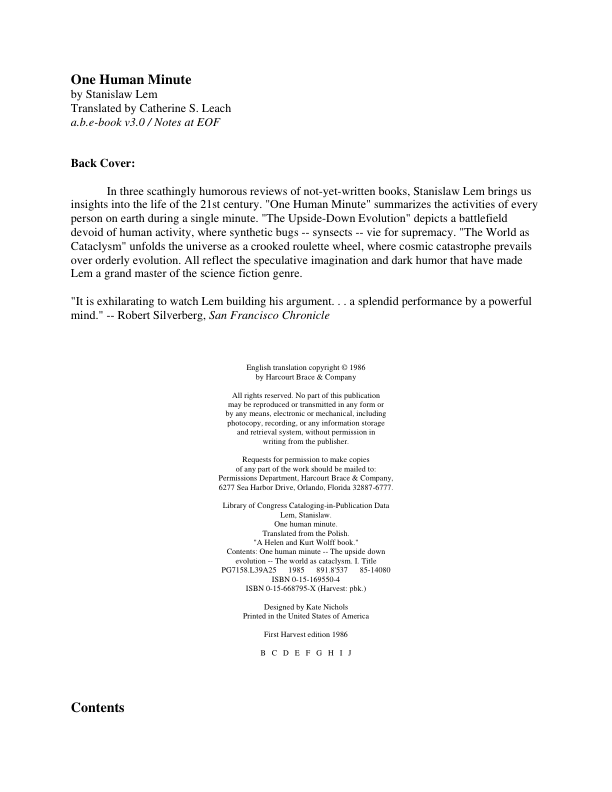 One Human Minute
by Stanislaw Lem
Translated by Catherine S. Leach
a.b.e-book v3.0 / Notes at EOF
Back Cover:
In three scathingly humorous reviews of not-yet-written books, Stanislaw Lem brings us
insights into the life of the 21st century. "One Human Minute" summarizes the activities of every
person on earth during a single minute. "The Upside-Down Evolution" depicts a battlefield
devoid of human activity, where synthetic bugs -- synsects -- vie for supremacy. "The World as
Cataclysm" unfolds the universe as a crooked roulette wheel, where cosmic catastrophe prevails
over orderly evolution. All reflect the speculative imagination and dark humor that have made
Lem a grand master of the science fiction genre.
"It is exhilarating to watch Lem building his argument. . . a splendid performance by a powerful
mind." -- Robert Silverberg, San Francisco Chronicle
English translation copyright © 1986
by Harcourt Brace & Company
All rights reserved. No part of this publication
may be reproduced or transmitted in any form or
by any means, electronic or mechanical, including
photocopy, recording, or any information storage
and retrieval system, without permission in
writing from the publisher.
Requests for permission to make copies
of any part of the work should be mailed to:
Permissions Department, Harcourt Brace & Company,
6277 Sea Harbor Drive, Orlando, Florida 32887-6777.
Library of Congress Cataloging-in-Publication Data
Lem, Stanislaw.
One human minute.
Translated from the Polish.
"A Helen and Kurt Wolff book."
Contents: One human minute -- The upside down
evolution -- The world as cataclysm. I. Title
PG7158.L39A25 1985 891.8'537 85-14080
ISBN 0-15-169550-4
ISBN 0-15-668795-X (Harvest: pbk.)
Designed by Kate Nichols
Printed in the United States of America
First Harvest edition 1986
B C D E F G H I J
Contents